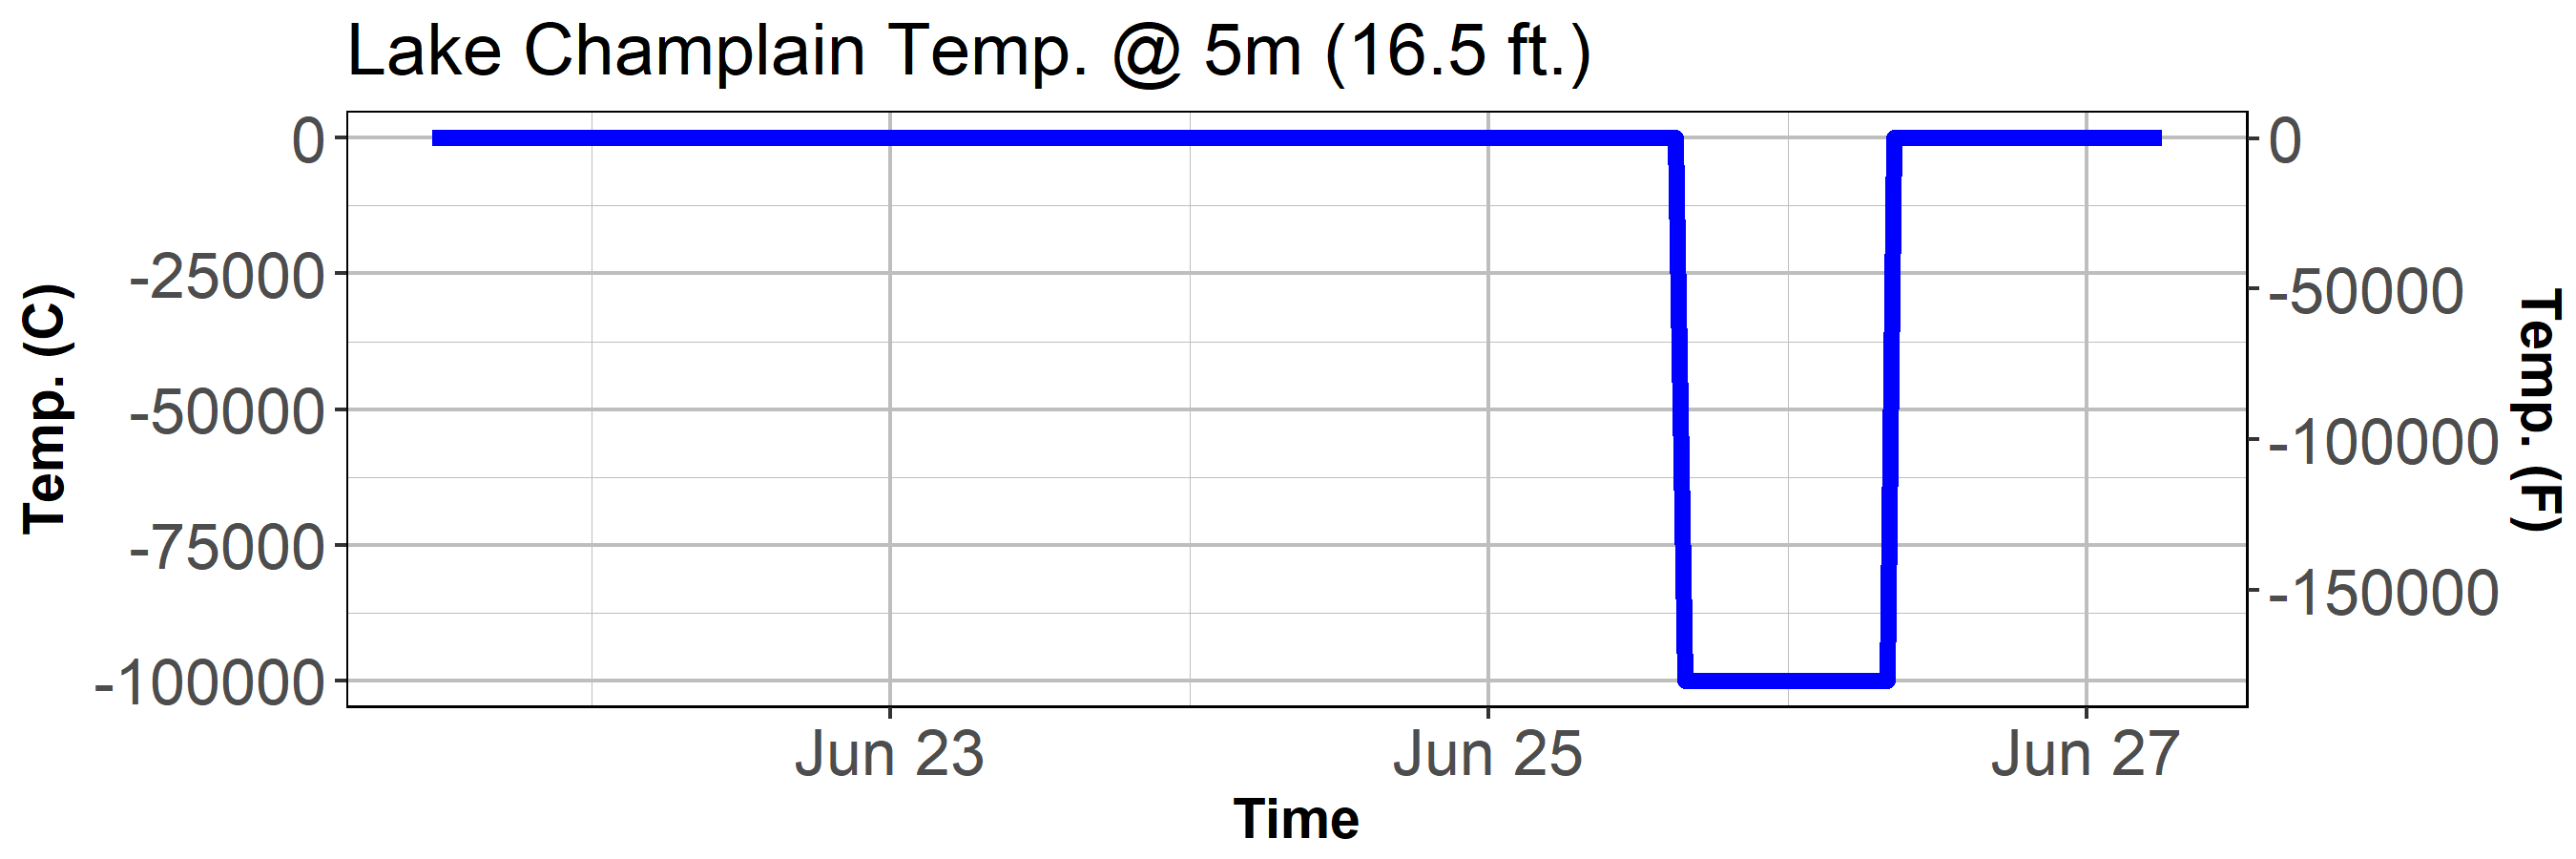 Lake Champlain Temp. @ 5m (16.5 ft.)
Temp. (C)
0
-25000
-50000
-75000
-100000
0
-50000
-100000
-150000
Temp. (F)
Jun 23
Jun 25
Jun 27
Time